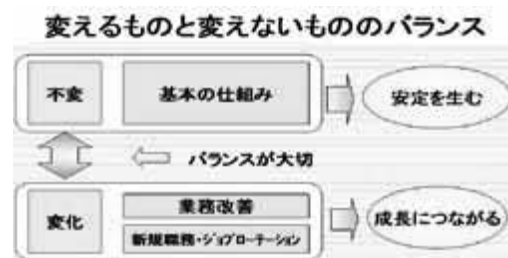 変えるものと変えないもののバランス
不変
基本の仕組み
安定を生む
バランスが大切
変化
業務改善
新規職務・ジョブローテーション
成長につながる